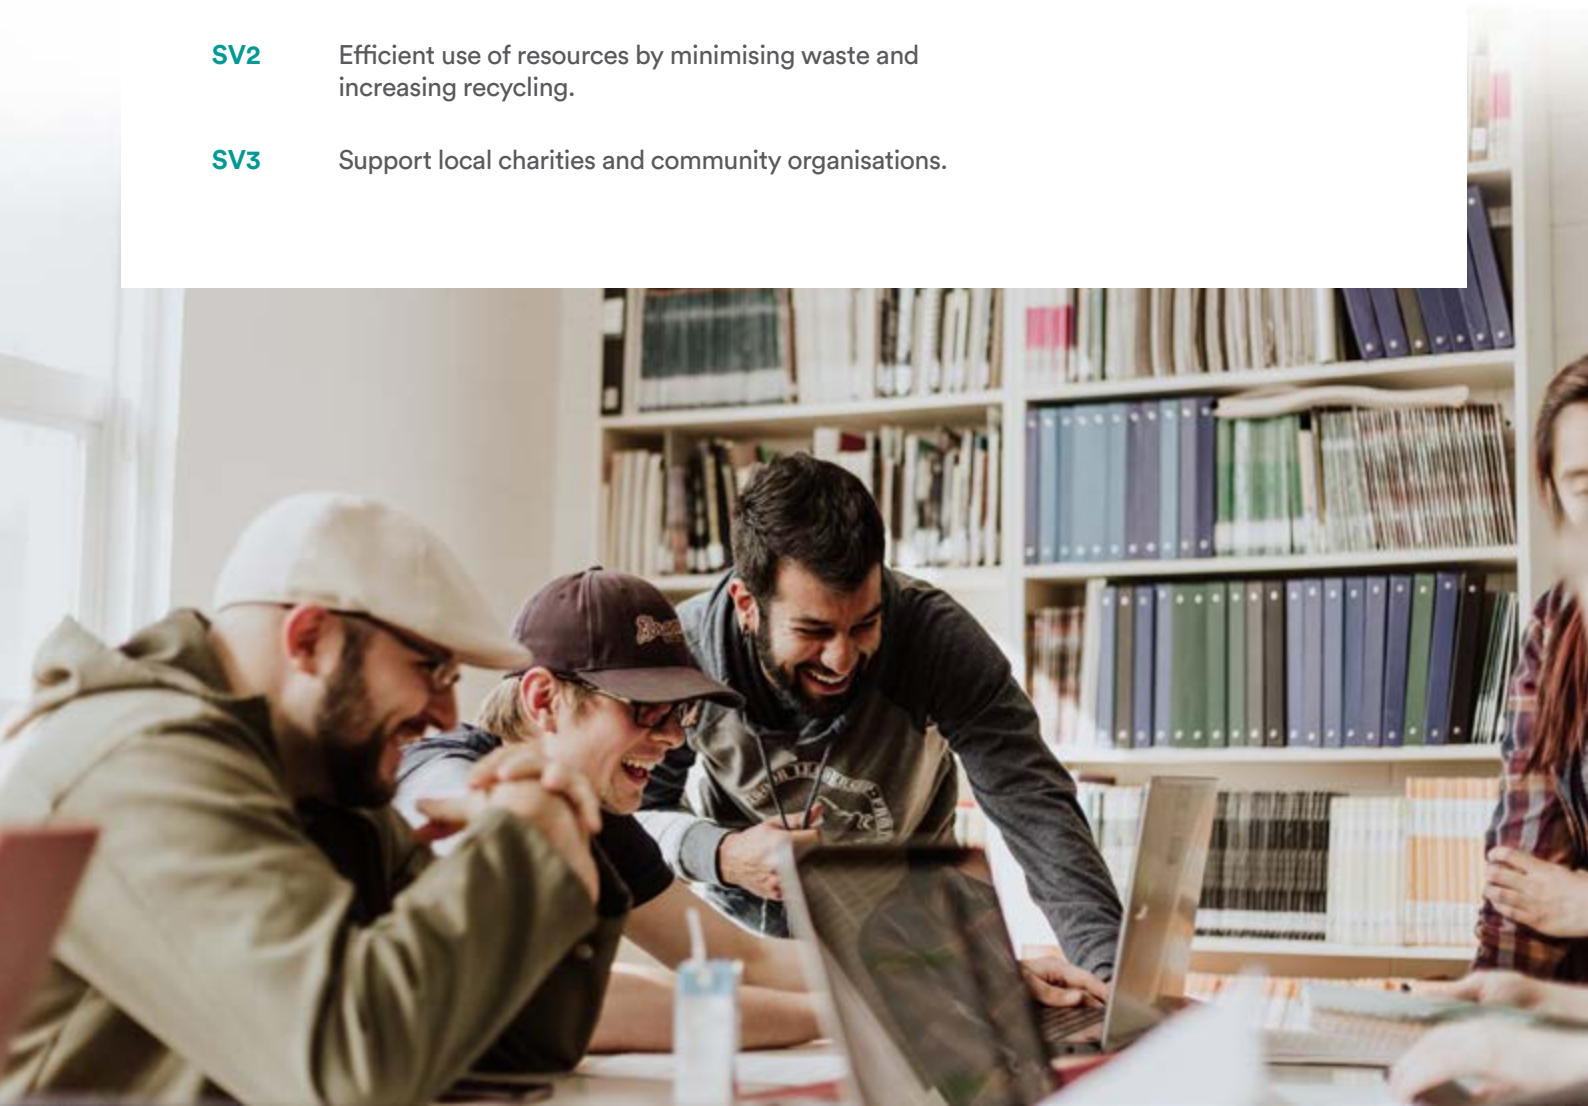 SV2 Efficient use of resources by minimising waste and
increasing recycling.
SV3 Support local charities and community organisations.